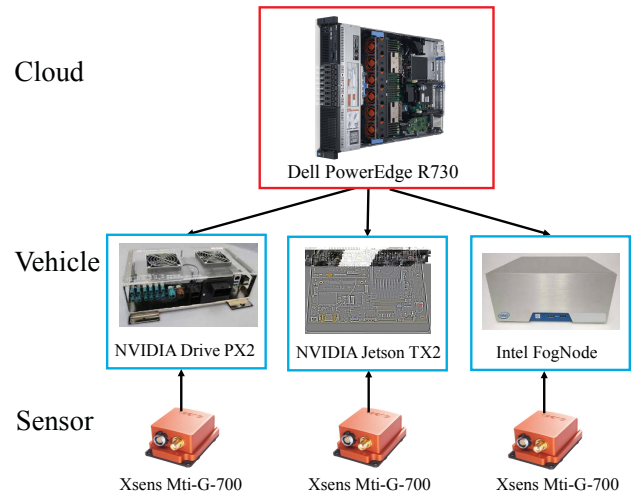 Cloud
Dell PowerEdge R730
Vehicle
NVIDIA Drive PX2
NVIDIA Jetson TX2
Intel FogNode
Sensor
Xsens Mti-G-700
Xsens Mti-G-700
Xsens Mti-G-700